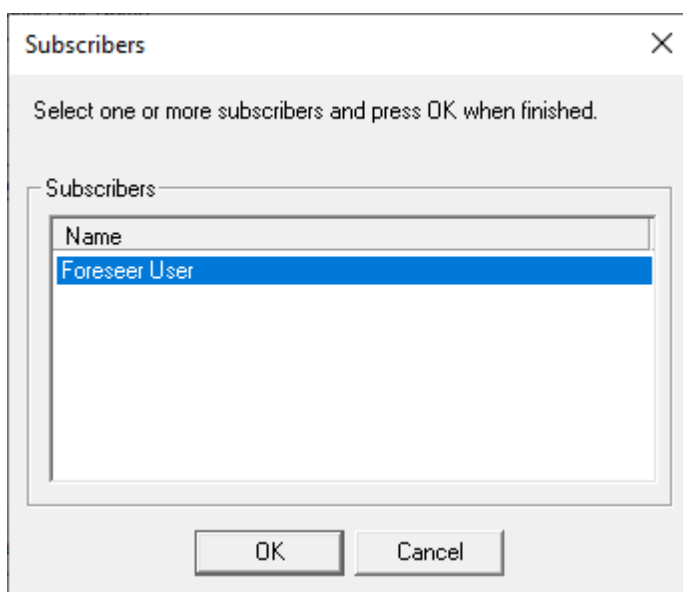 Subscribers
Select one or more subscribers and press OK when finished.
Subscribers
Name
Foreseer User
OK
Cancel